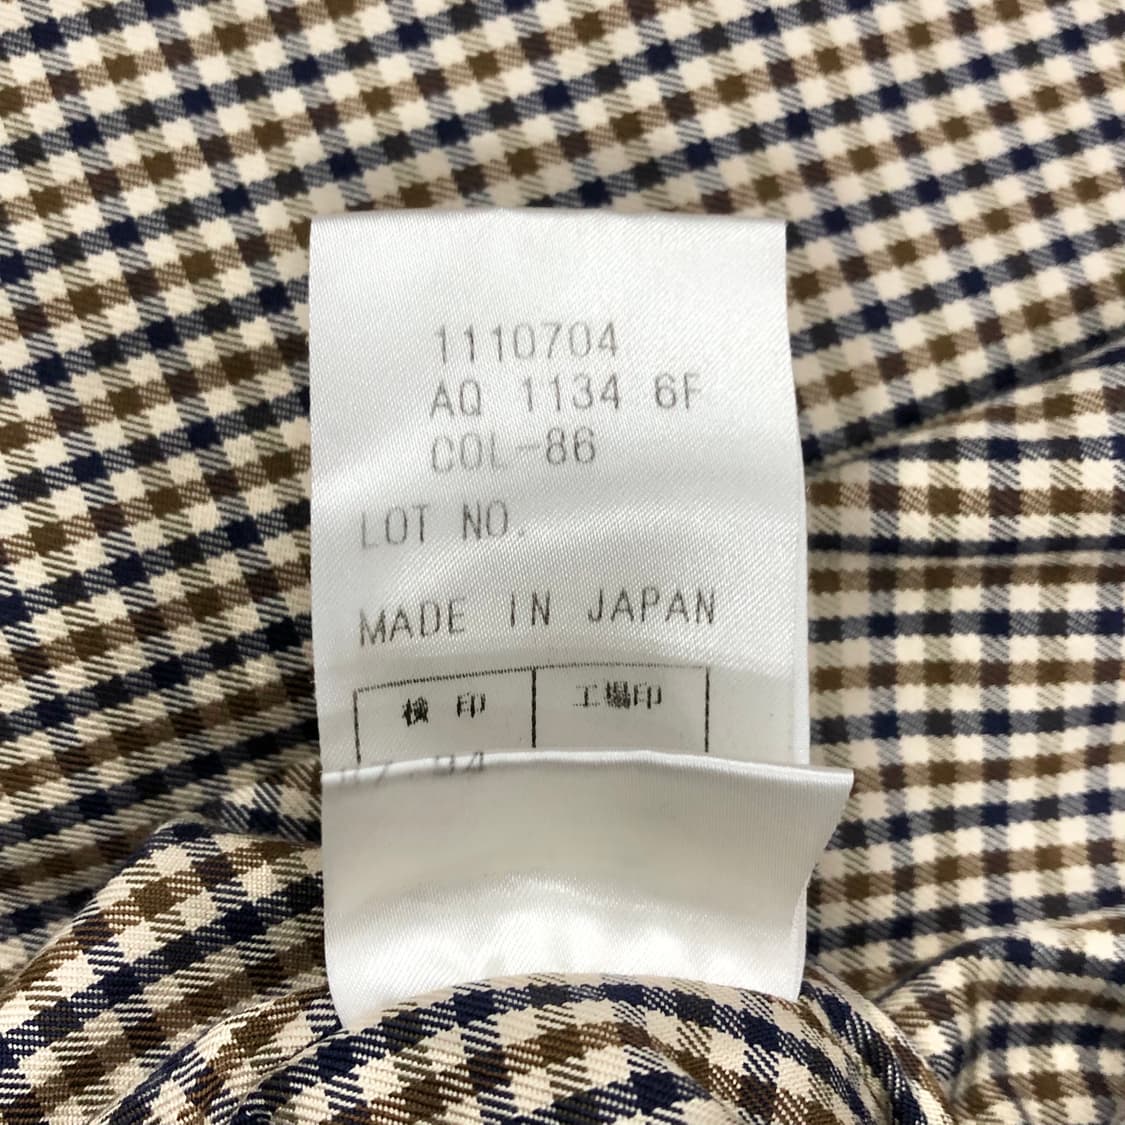 1110704
AQ 1134 6F
COL-86
LOT NO.
MADE IN JAPAN
検 印 工場印